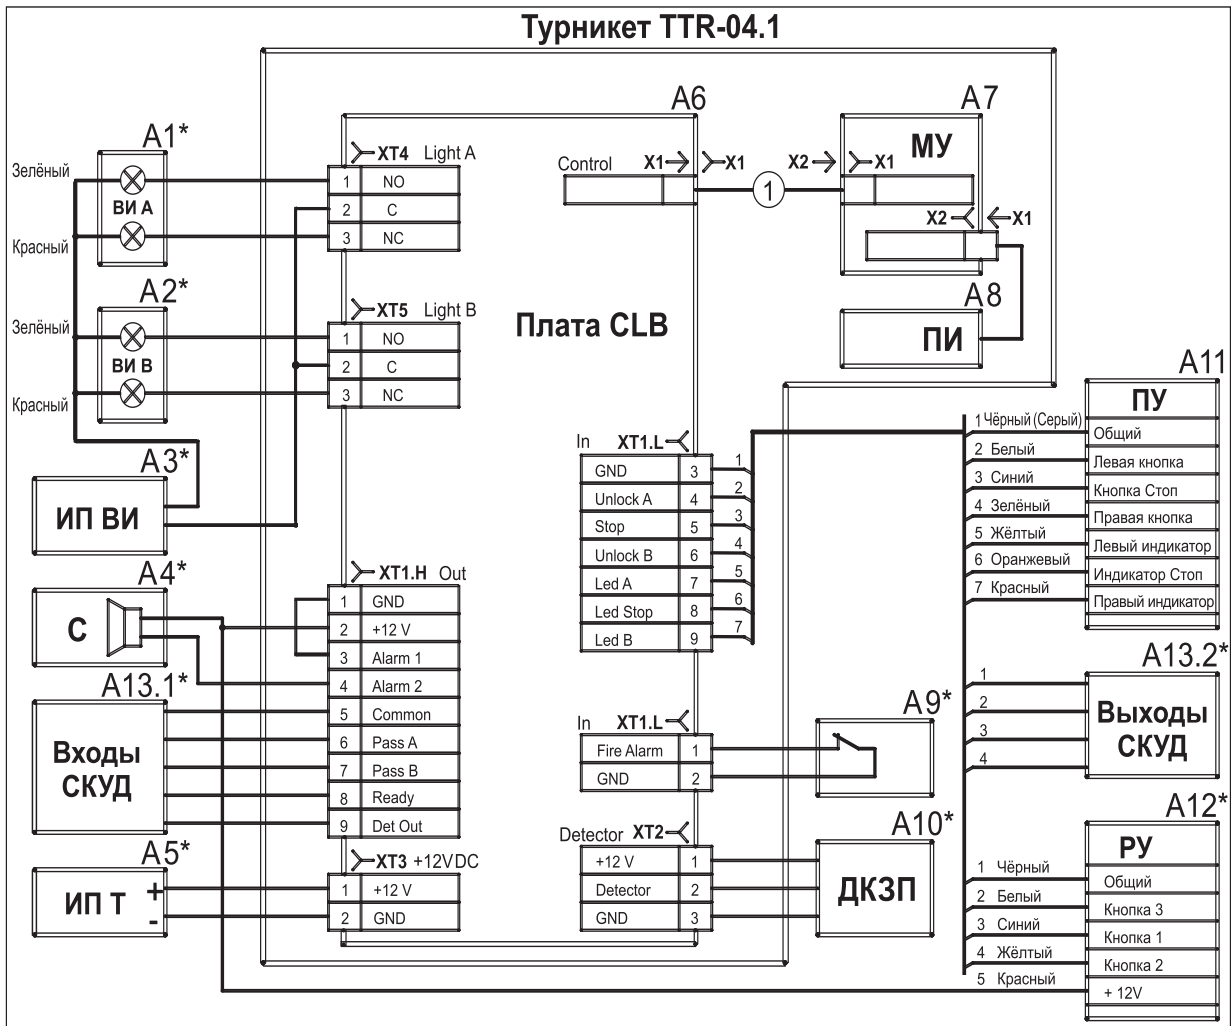 Турникет TTR-04.1
A1*
Зелёный
ВИ А
Красный
A2*
Зелёный
ВИ В
Красный
A3*
ИП ВИ
A4*
С
A13.1*
Входы
СКУД
A5*
ИП Т
+
-
XT4 Light A
1 NO
2 C
3 NC
XT5 Light B
1 NO
2 C
3 NC
XT1.H Out
1 GND
2 +12 V
3 Alarm 1
4 Alarm 2
5 Common
6 Pass A
7 Pass B
8 Ready
9 Det Out
XT3 +12VDC
1 +12 V
2 GND
A6
Control X1 X1
1
Плата CLB
In XT1.L
GND 3 1
Unlock A 4 2
Stop 5 3
Unlock B 6 4
Led A 7 5
Led Stop 8 6
Led B 9 7
In XT1.L
Fire Alarm 1
GND 2
Detector XT2
+12 V 1
Detector 2
GND 3
A7
МУ
X2 X1
X2 X1
A8
ПИ
A9*
A10*
ДКЗП
A11
ПУ
1 Чёрный (Серый) Общий
2 Белый Левая кнопка
3 Синий Кнопка Стоп
4 Зелёный Правая кнопка
5 Жёлтый Левый индикатор
6 Оранжевый Индикатор Стоп
7 Красный Правый индикатор
A13.2*
1
2
3
4
Выходы
СКУД
A12*
РУ
1 Чёрный Общий
2 Белый Кнопка 3
3 Синий Кнопка 1
4 Жёлтый Кнопка 2
5 Красный + 12V